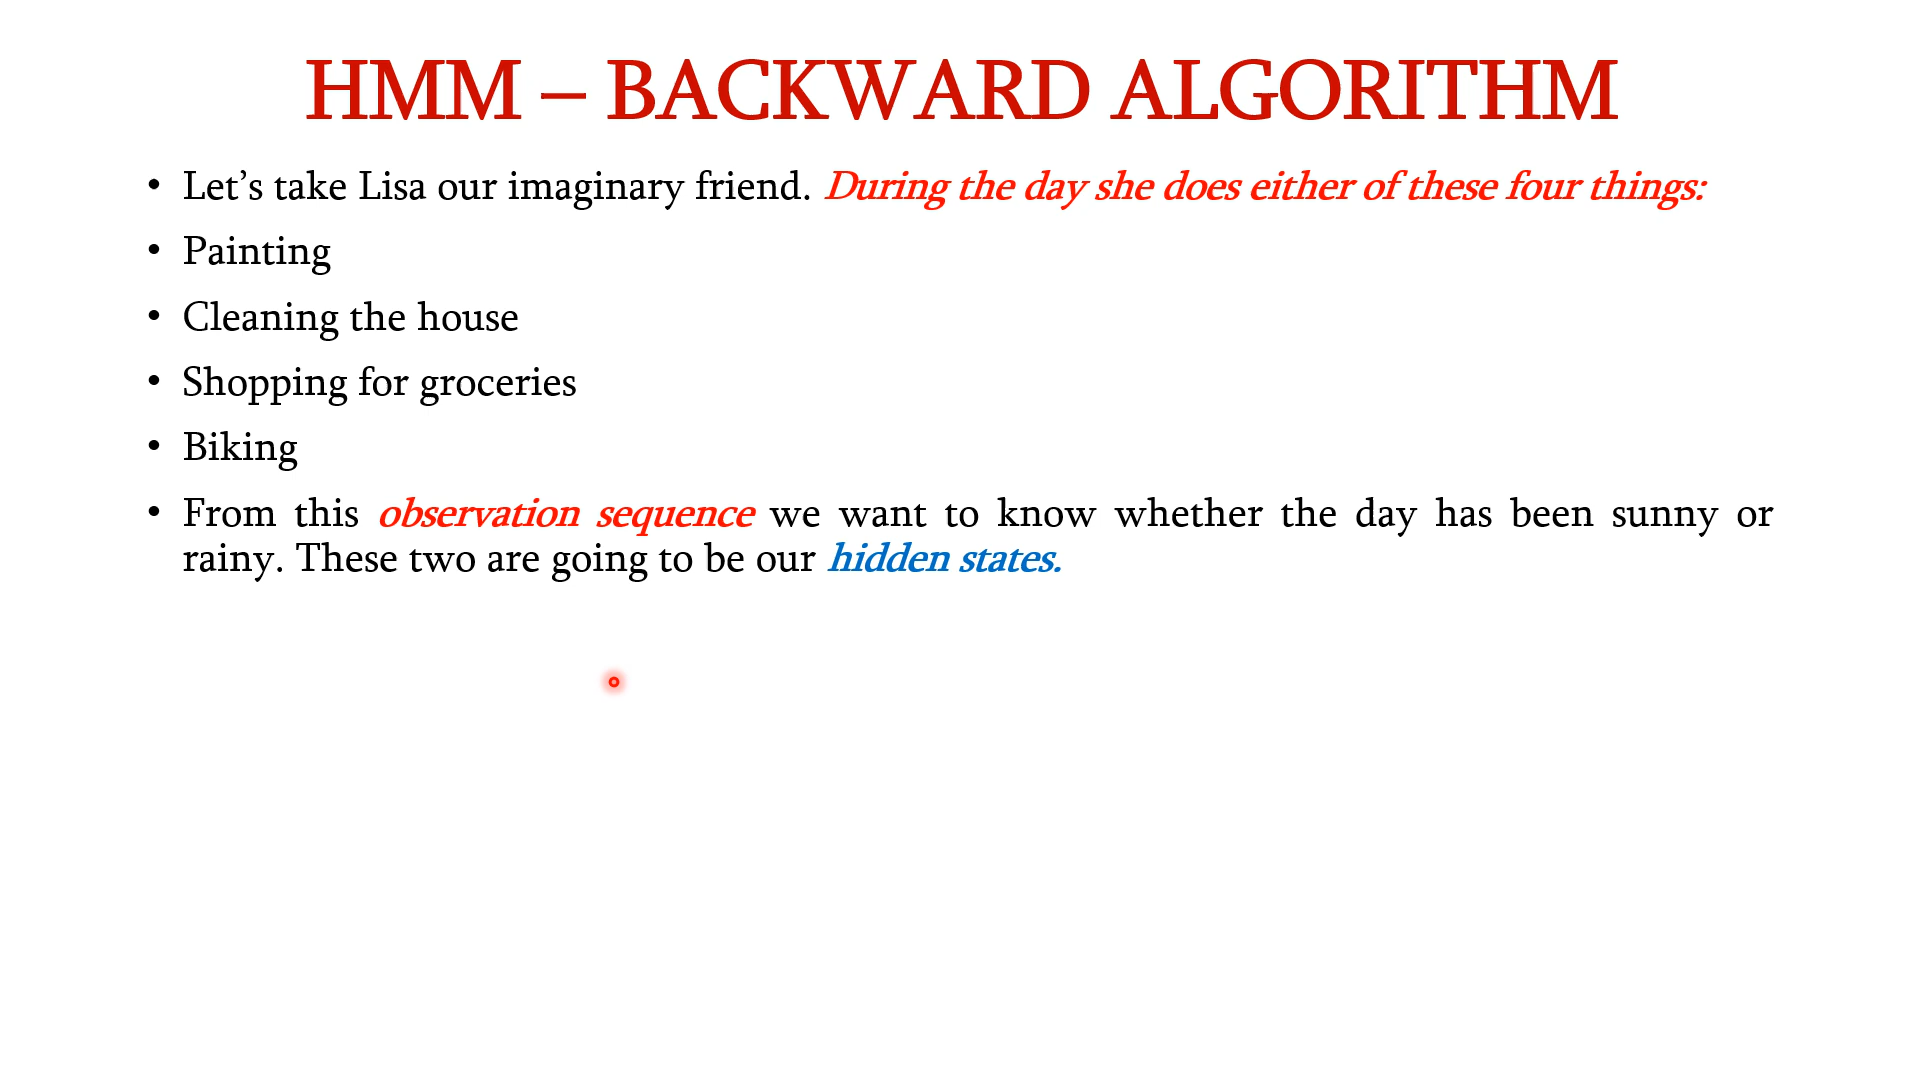 HMM – BACKWARD ALGORITHM
• Let’s take Lisa our imaginary friend. During the day she does either of these four things:
• Painting
• Cleaning the house
• Shopping for groceries
• Biking
• From this observation sequence we want to know whether the day has been sunny or
rainy. These two are going to be our hidden states.